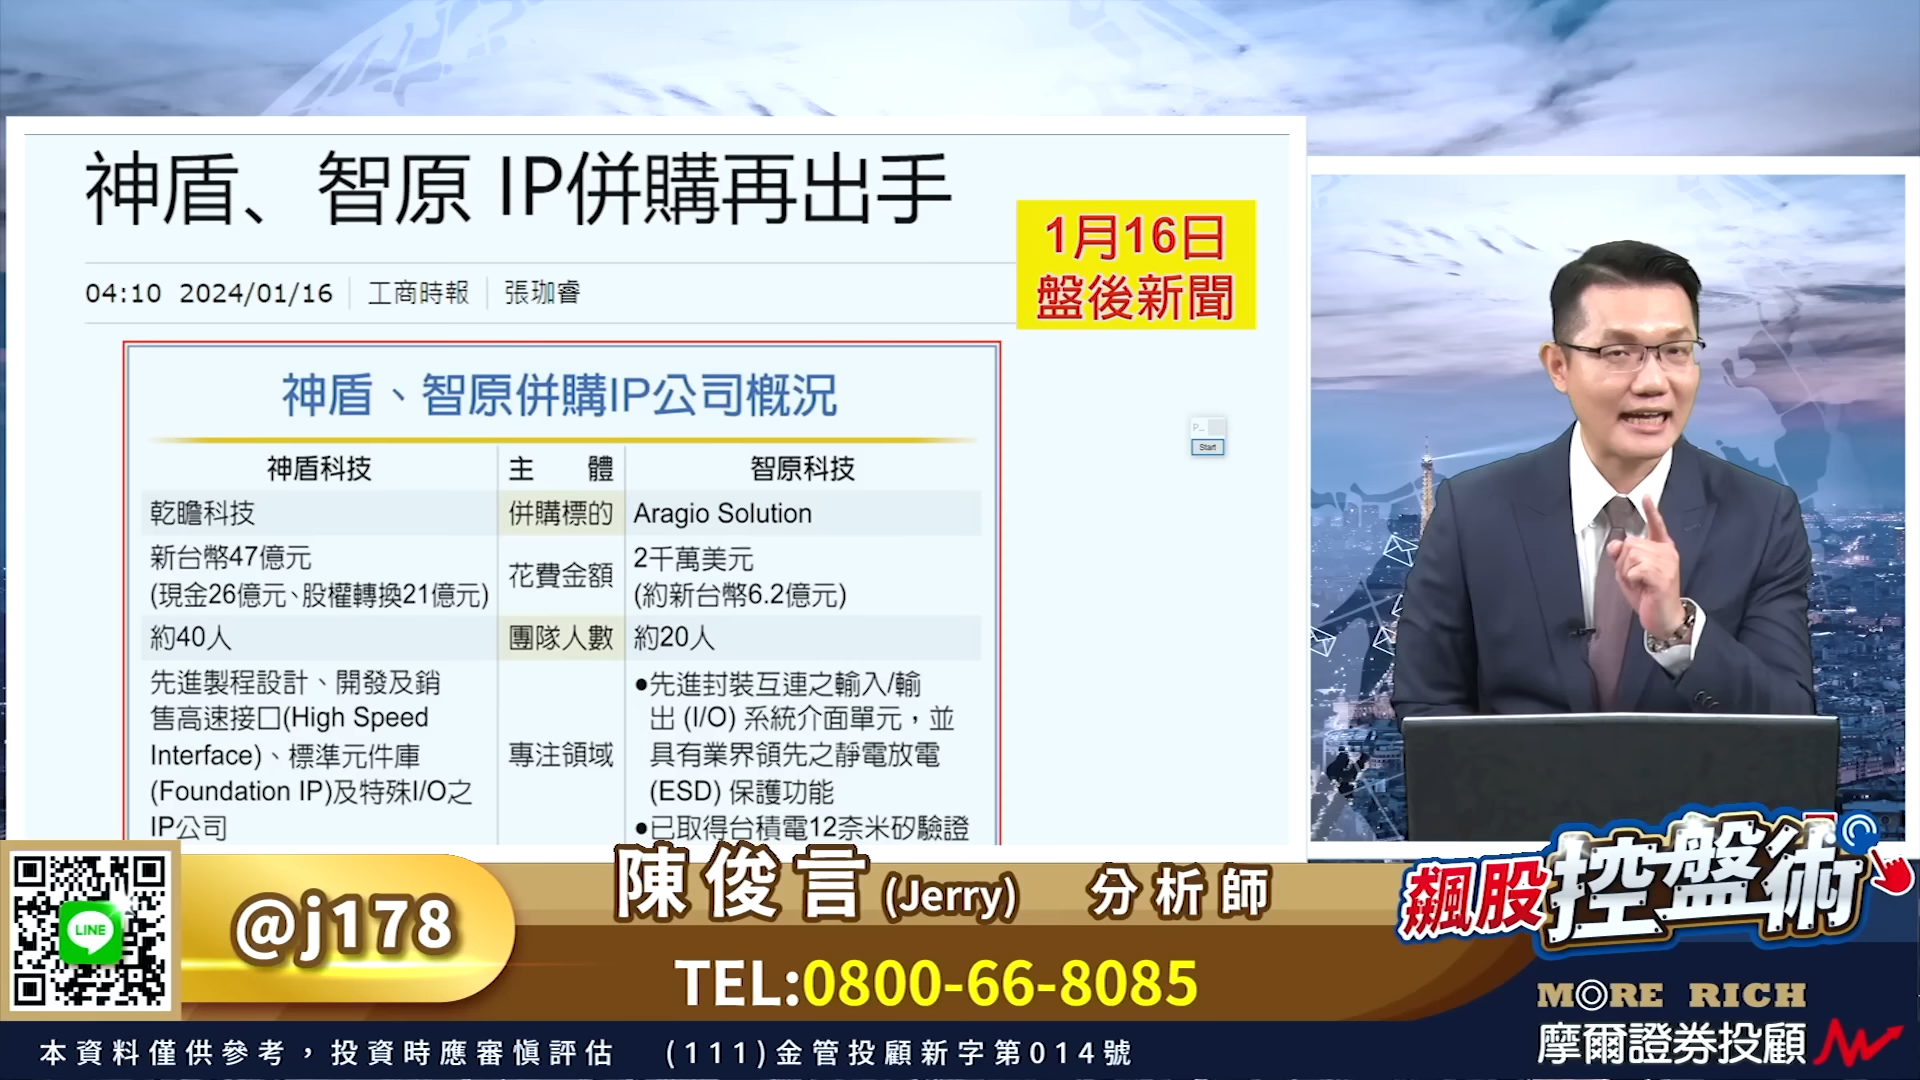 神盾、智原 IP併購再出手
04:10 2024/01/16 工商時報 張珈睿
1月16日
盤後新聞
神盾、智原併購IP公司概況
神盾科技 主 體 智原科技
乾瞻科技 併購標的 Aragio Solution
新台幣47億元
(現金26億元、股權轉換21億元)
花費金額
2千萬美元
(約新台幣6.2億元)
約40人 團隊人數 約20人
先進製程設計、開發及銷
售高速接口(High Speed
Interface)、標準元件庫
(Foundation IP)及特殊I/O之
IP公司
專注領域
●先進封裝互連之輸入/輸
出 (I/O) 系統介面單元，並
具有業界領先之靜電放電
(ESD) 保護功能
●已取得台積電12奈米矽驗證
P...
Start
LINE
@j178
陳俊言 (Jerry) 分析師
TEL:0800-66-8085
飆股控盤術
MORE RICH
摩爾證券投顧
本資料僅供參考，投資時應審慎評估 (111)金管投顧新字第014號